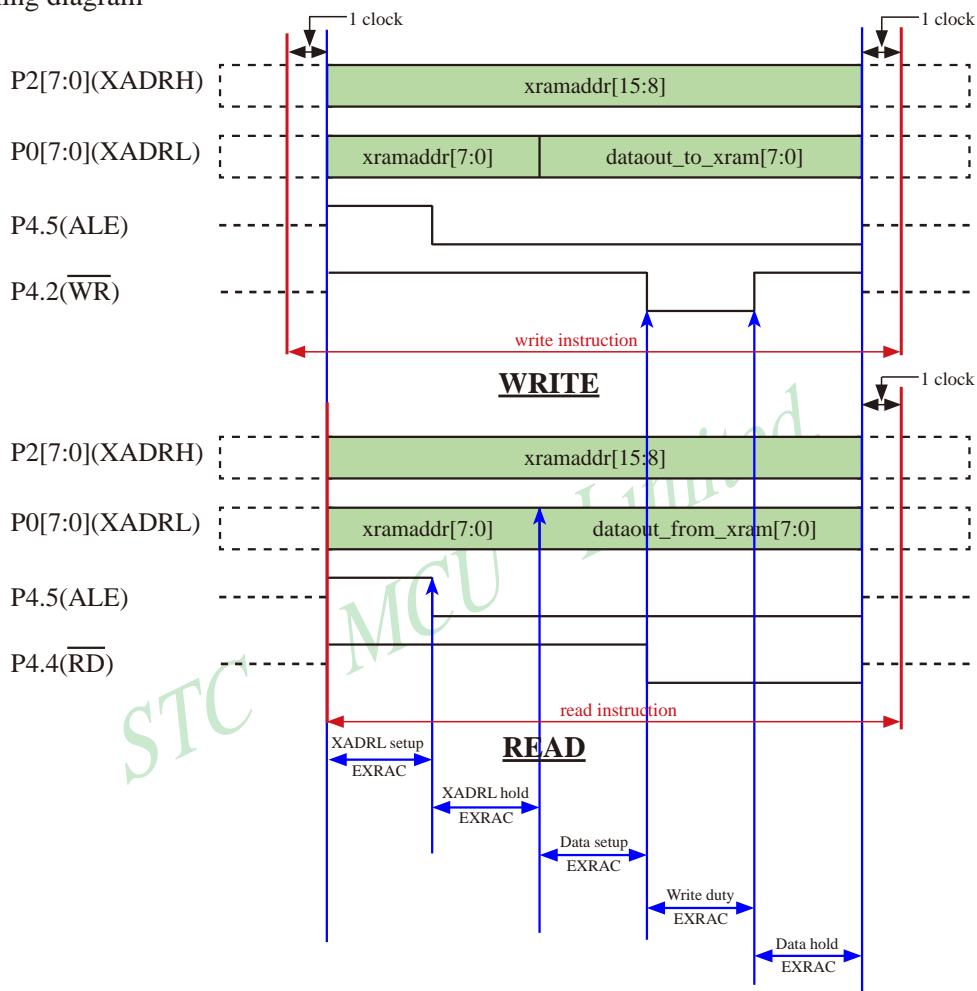 ing diagram
1 clock
1 clock
P2[7:0](XADRH)
xramaddr[15:8]
P0[7:0](XADRL)
xramaddr[7:0]
dataout_to_xram[7:0]
P4.5(ALE)
P4.2(WR)
write instruction
WRITE
1 clock
P2[7:0](XADRH)
xramaddr[15:8]
P0[7:0](XADRL)
xramaddr[7:0]
dataout_from_xram[7:0]
P4.5(ALE)
P4.4(RD)
read instruction
READ
STC MCU Limited.
XADRL setup
EXRAC
XADRL hold
EXRAC
Data setup
EXRAC
Write duty
EXRAC
Data hold
EXRAC